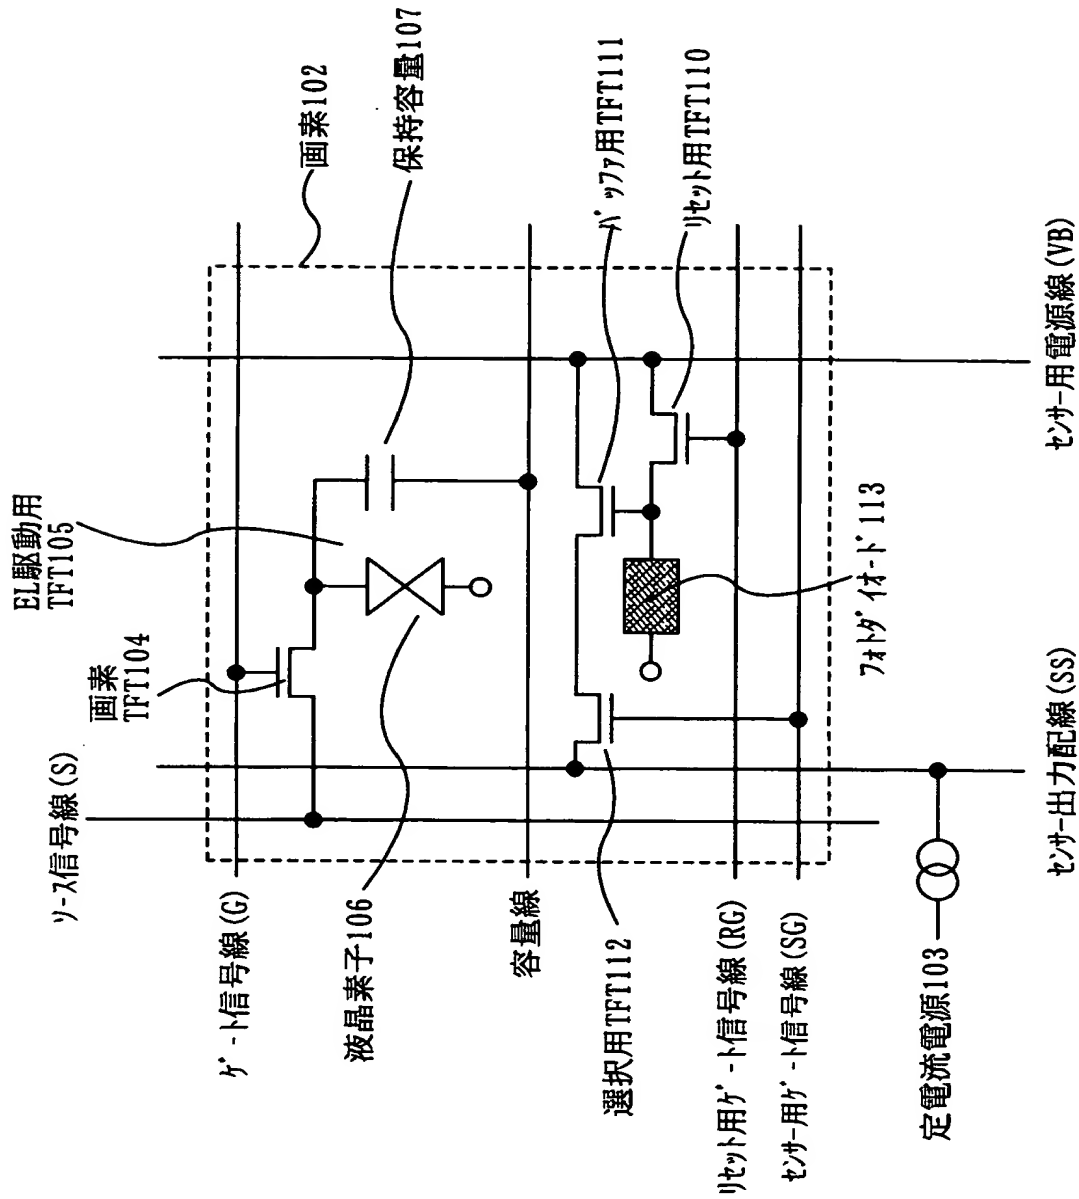 ソース信号線(S)
ゲート信号線(G)
画素
TFT104
EL駆動用
TFT105
画素102
保持容量107
バッファ用TFT111
リセット用TFT110
液晶素子106
容量線
選択用TFT112
リセット用ゲート信号線(RG)
センサー用ゲート信号線(SG)
定電流電源103
フォトダイオード113
センサー出力配線(SS)
センサー用電源線(VB)